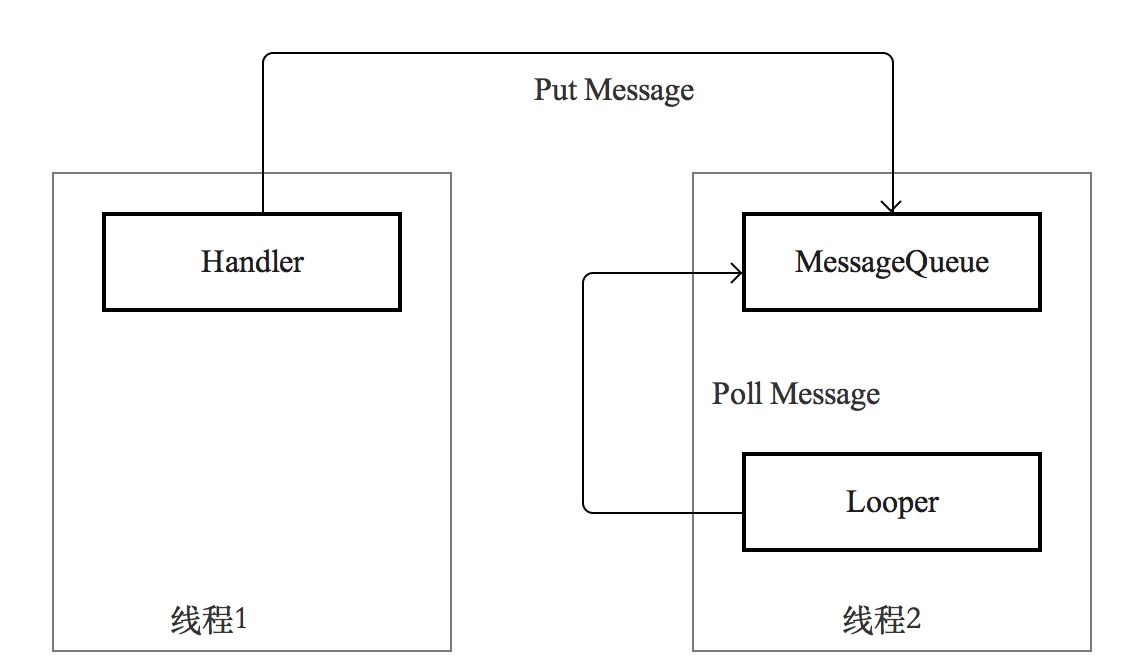 Put Message
Handler
MessageQueue
Poll Message
Looper
线程1
线程2